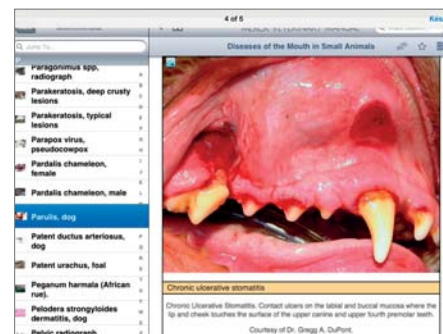 4 of 5
Jump To...
Diseases of the Mouth in Small Animals
Paragonimus spp,
radiograph
Parakeratosis, deep crusty
lesions
Parakeratosis, typical
lesions
Parapox virus,
pseudocowpox
Pardalis chameleon,
female
Pardalis chameleon, male
Parulis, dog
Patent ductus arteriosus,
dog
Patent urachus, foal
Peganum harmala (African
rue).
Pelodera strongyloides
dermatitis, dog
Pelvic radiograph
Chronic ulcerative stomatitis
Chronic Ulcerative Stomatitis. Contact ulcers on the labial and buccal mucosa where the
lip and cheek touches the surface of the upper canine and upper fourth premolar teeth.
Courtesy of Dr. Gregg A. DuPont.